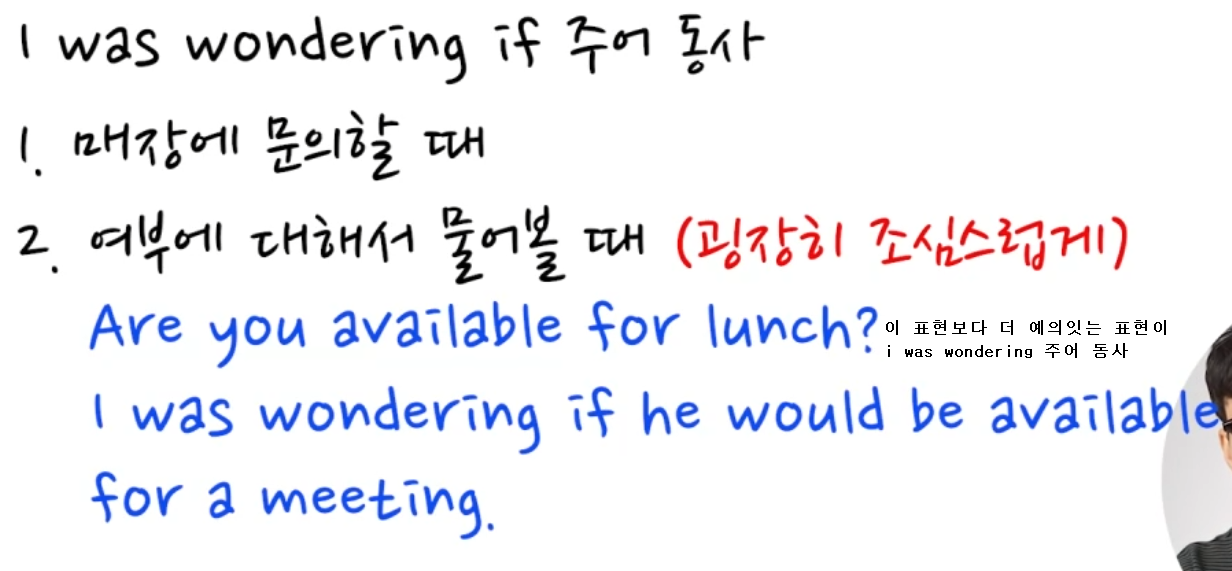 I was wondering if 주어 동사
1. 매장에 문의할 때
2. 여부에 대해서 물어볼 때 (굉장히 조심스럽게)
Are you available for lunch?
이 표현보다 더 예의잇는 표현이
i was wondering 주어 동사
I was wondering if he would be available
for a meeting.